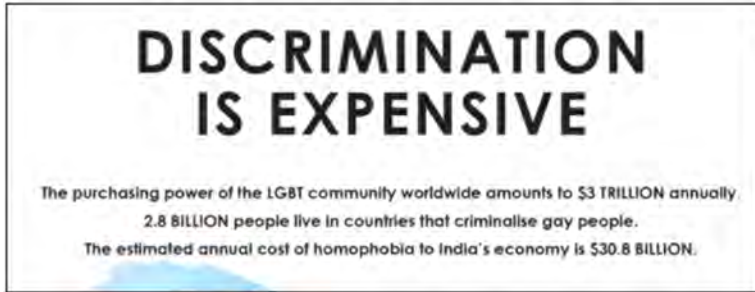 DISCRIMINATION
IS EXPENSIVE
The purchasing power of the LGBT community worldwide amounts to $3 TRILLION annually.
2.8 BILLION people live in countries that criminalise gay people.
The estimated annual cost of homophobia to India's economy is $30.8 BILLION.